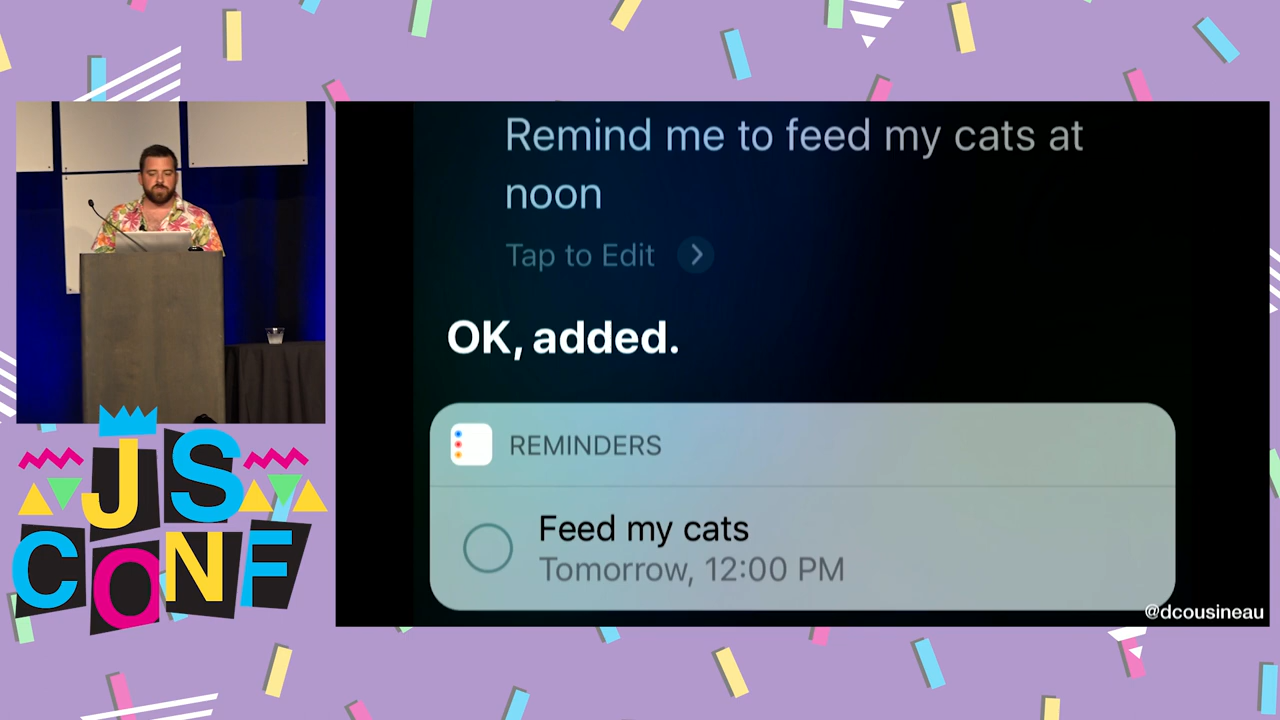 Remind me to feed my cats at
noon
Tap to Edit
OK, added.
REMINDERS
Feed my cats
Tomorrow, 12:00 PM
@dcousineau
JS
CONF